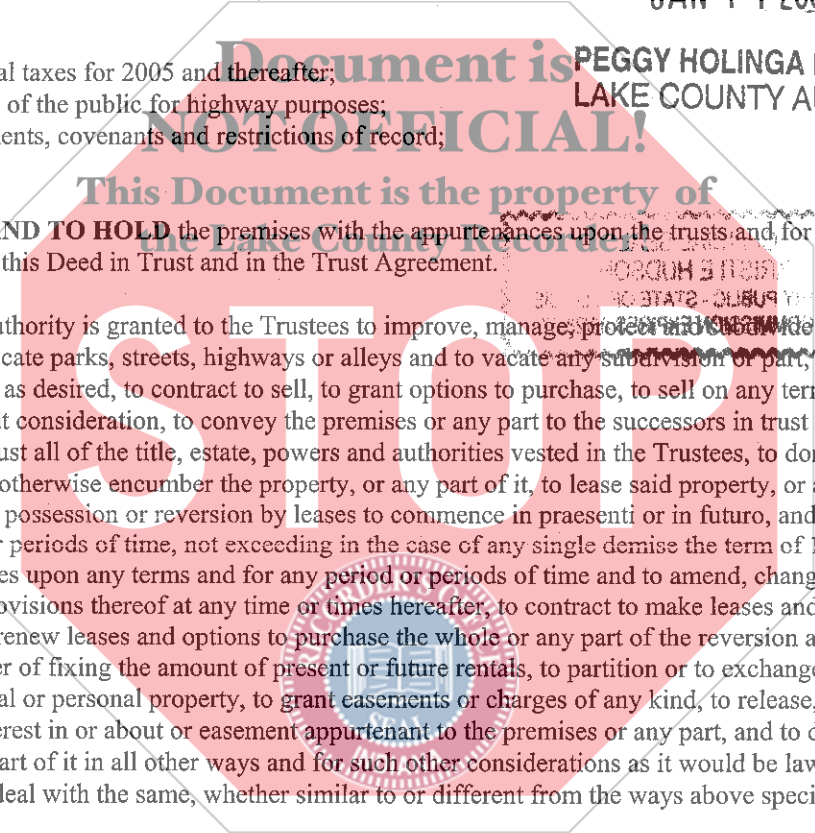 JAN 1 1 200
PEGGY HOLINGA
LAKE COUNTY A
al taxes for 2005 and thereafter;
of the public for highway purposes;
ents, covenants and restrictions of record;
Document is
NOT OFFICIAL!
This Document is the property of
the Lake County Recorder!
ND TO HOLD the premises with the appurtenances upon the trusts and for
this Deed in Trust and in the Trust Agreement.
uthority is granted to the Trustees to improve, manage, protect and subdivide
cate parks, streets, highways or alleys and to vacate any subdivision or part,
as desired, to contract to sell, to grant options to purchase, to sell on any term
t consideration, to convey the premises or any part to the successors in trust
ust all of the title, estate, powers and authorities vested in the Trustees, to don
otherwise encumber the property, or any part of it, to lease said property, or a
possession or reversion by leases to commence in praesenti or in futuro, and
r periods of time, not exceeding in the case of any single demise the term of 1
es upon any terms and for any period or periods of time and to amend, chang
ovisions thereof at any time or times hereafter, to contract to make leases and
renew leases and options to purchase the whole or any part of the reversion a
er of fixing the amount of present or future rentals, to partition or to exchange
al or personal property, to grant easements or charges of any kind, to release,
erest in or about or easement appurtenant to the premises or any part, and to d
art of it in all other ways and for such other considerations as it would be law
deal with the same, whether similar to or different from the ways above speci
STOP
RECORDER'S OFFICE
SEAL
INDIANA